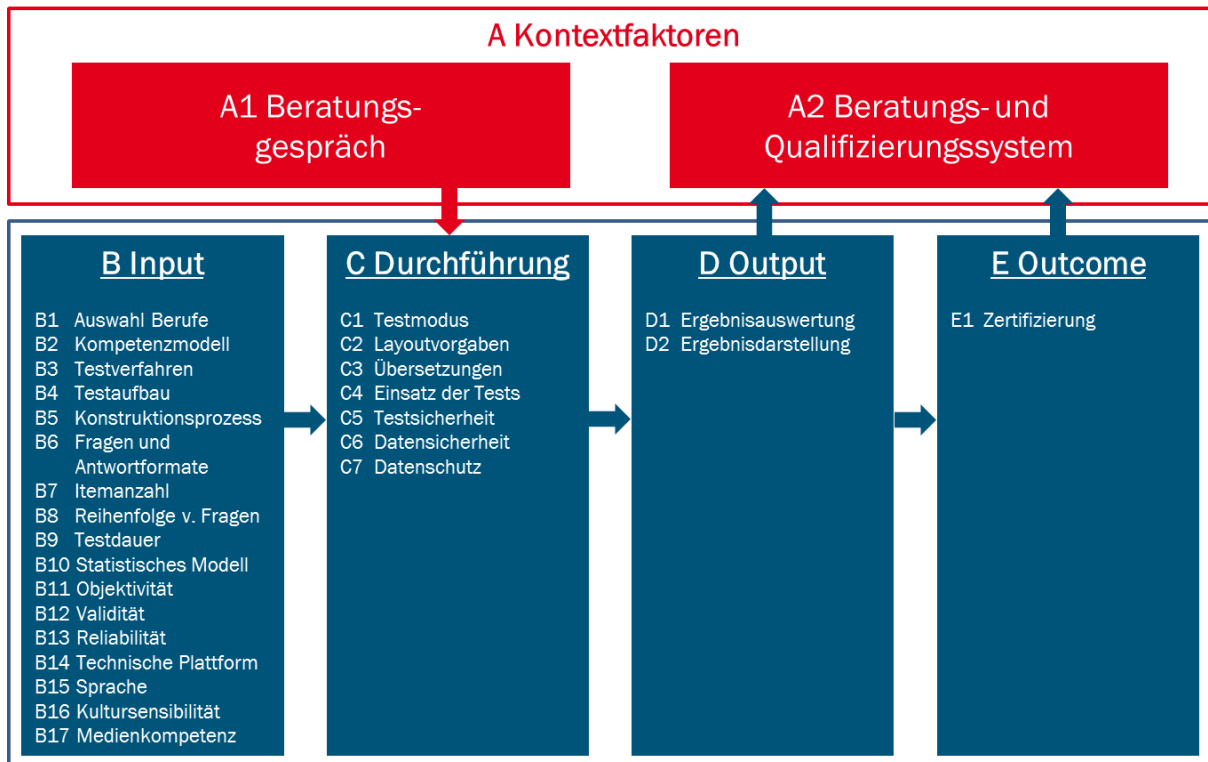 A Kontextfaktoren
A1 Beratungs-
gespräch
A2 Beratungs- und
Qualifizierungssystem
B Input
B1 Auswahl Berufe
B2 Kompetenzmodell
B3 Testverfahren
B4 Testaufbau
B5 Konstruktionsprozess
B6 Fragen und
Antwortformate
B7 Itemanzahl
B8 Reihenfolge v. Fragen
B9 Testdauer
B10 Statistisches Modell
B11 Objektivität
B12 Validität
B13 Reliabilität
B14 Technische Plattform
B15 Sprache
B16 Kultursensibilität
B17 Medienkompetenz
C Durchführung
C1 Testmodus
C2 Layoutvorgaben
C3 Übersetzungen
C4 Einsatz der Tests
C5 Testsicherheit
C6 Datensicherheit
C7 Datenschutz
D Output
D1 Ergebnisauswertung
D2 Ergebnisdarstellung
E Outcome
E1 Zertifizierung